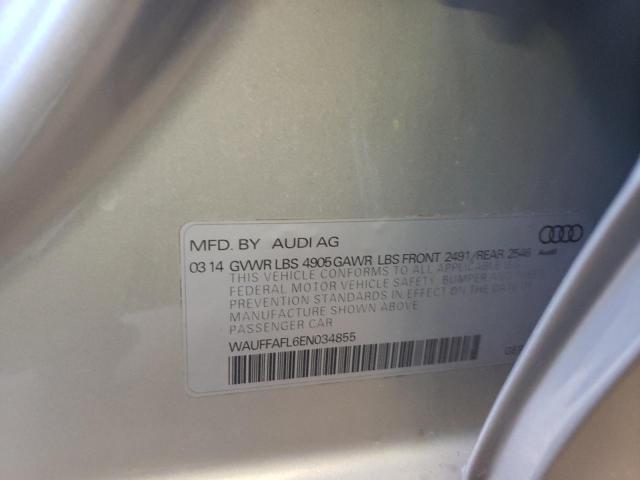 MFD. BY AUDI AG
03 14 GVWR LBS 4905 GAWR LBS FRONT 2491/REAR 2546
THIS VEHICLE CONFORMS TO ALL APPLICABLE
FEDERAL MOTOR VEHICLE SAFETY, BUMPER AND
PREVENTION STANDARDS IN EFFECT ON THE DATE OF
MANUFACTURE SHOWN ABOVE
PASSENGER CAR
WAUFFAFL6EN034855
Audi